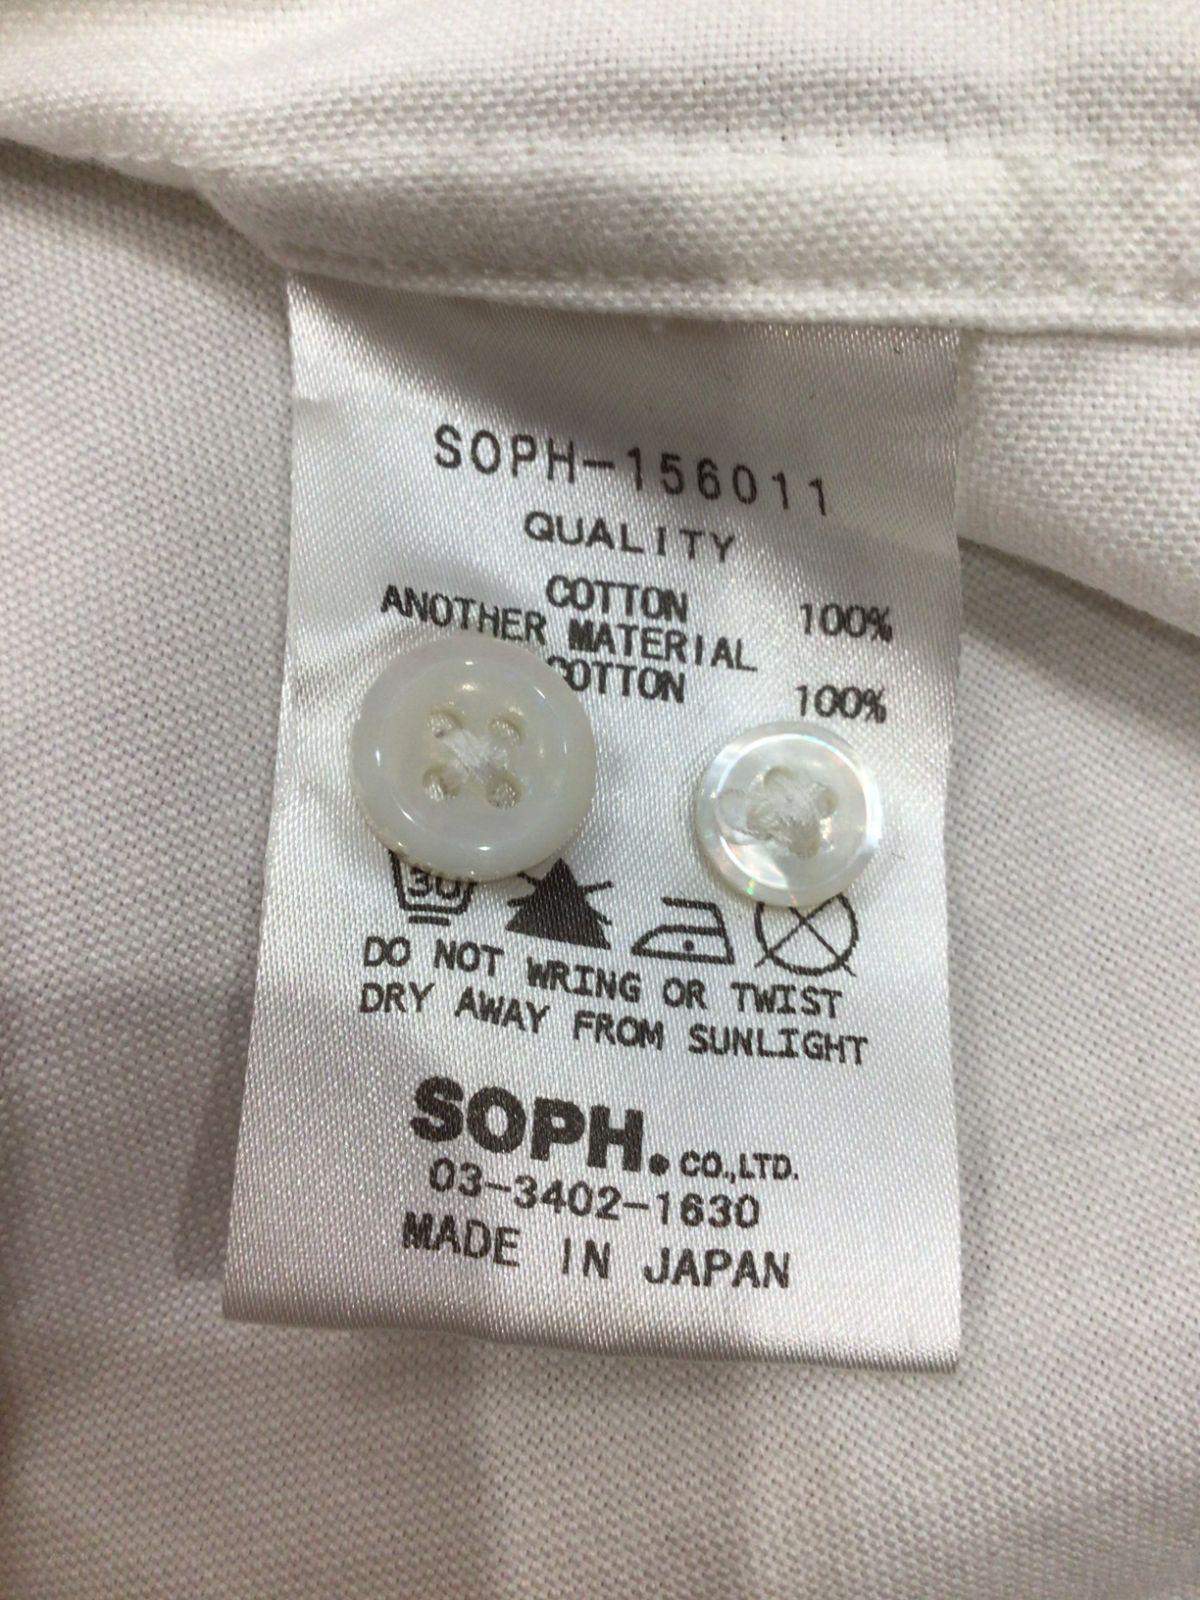 SOPH-156011
QUALITY
COTTON 100%
ANOTHER MATERIAL
COTTON 100%
30
DO NOT WRING OR TWIST
DRY AWAY FROM SUNLIGHT
SOPH. CO.,LTD.
03-3402-1630
MADE IN JAPAN